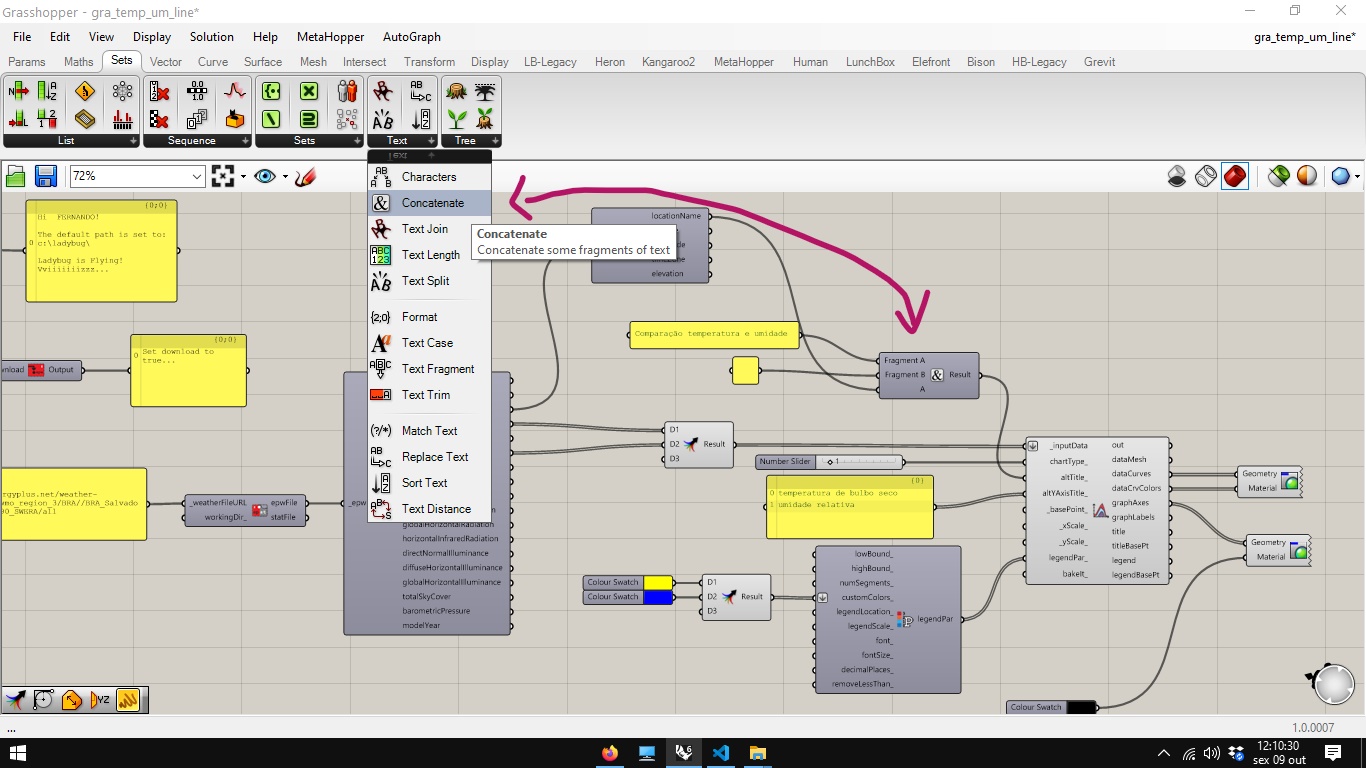 Grasshopper - gra_temp_um_line*
File Edit View Display Solution Help MetaHopper AutoGraph
gra_temp_um_line*
Params Maths Sets Vector Curve Surface Mesh Intersect Transform Display LB-Legacy Heron Kangaroo2 MetaHopper Human LunchBox Elefront Bison HB-Legacy Grevit
List Sequence Sets Text Tree
72%
Characters
Concatenate
Text Join
Text Length
Text Split
Format
Text Case
Text Fragment
Text Trim
Match Text
Replace Text
Sort Text
Text Distance
Concatenate
Concatenate some fragments of text
{0;0}
0
Hi FERNANDO!
The default path is set to:
c:\ladybug\
Ladybug is Flying!
Vviiiiiiizzz...
wnload Output
{0;0}
0
Set download to
true...
rgyplus.net/weather-
wmo_region_3/BRA//BRA_Salvado
_SWERA/all
_weatherFileURL
workingDir_
epwFile
statFile
_epw
locationName
elevation
globalHorizontalRadiation
horizontalInfraredRadiation
directNormalIlluminance
diffuseHorizontalIlluminance
globalHorizontalIlluminance
totalSkyCover
barometricPressure
modelYear
Comparação temperatura e umidade
Fragment A
Fragment B
A
Result
D1
D2
D3
Result
Number Slider 1
{0}
0 temperatura de bulbo seco
1 umidade relativa
Colour Swatch
Colour Swatch
D1
D2
D3
Result
lowBound_
highBound_
numSegments_
customColors_
legendLocation_
legendScale_
font_
fontSize_
decimalPlaces_
removeLessThan_
legendPar
_inputData
chartType_
altTitle_
altYAxisTitle_
_basePoint_
_xScale_
_yScale_
legendPar_
bakeIt_
out
dataMesh
dataCurves
dataCrvColors
graphAxes
graphLabels
title
titleBasePt
legend
legendBasePt
Geometry
Material
Geometry
Material
Colour Swatch
...
1.0.0007
12:10:30
sex 09 out